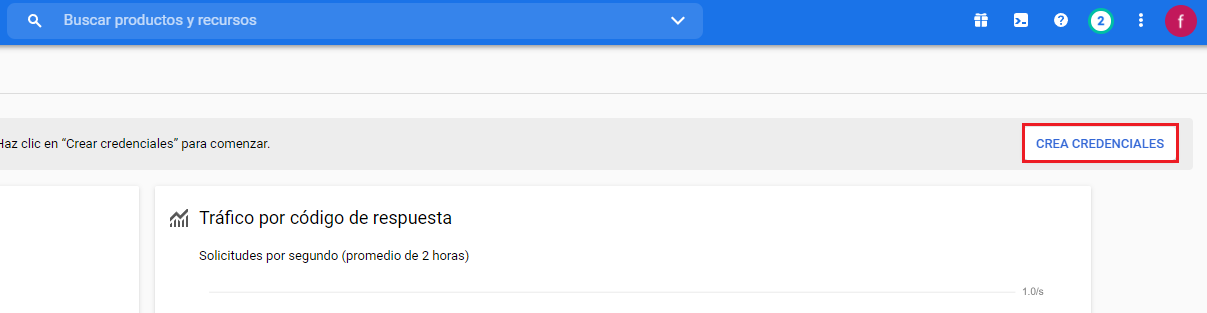 Buscar productos y recursos
2
f
Haz clic en “Crear credenciales” para comenzar.
CREA CREDENCIALES
Tráfico por código de respuesta
Solicitudes por segundo (promedio de 2 horas)
1.0/s